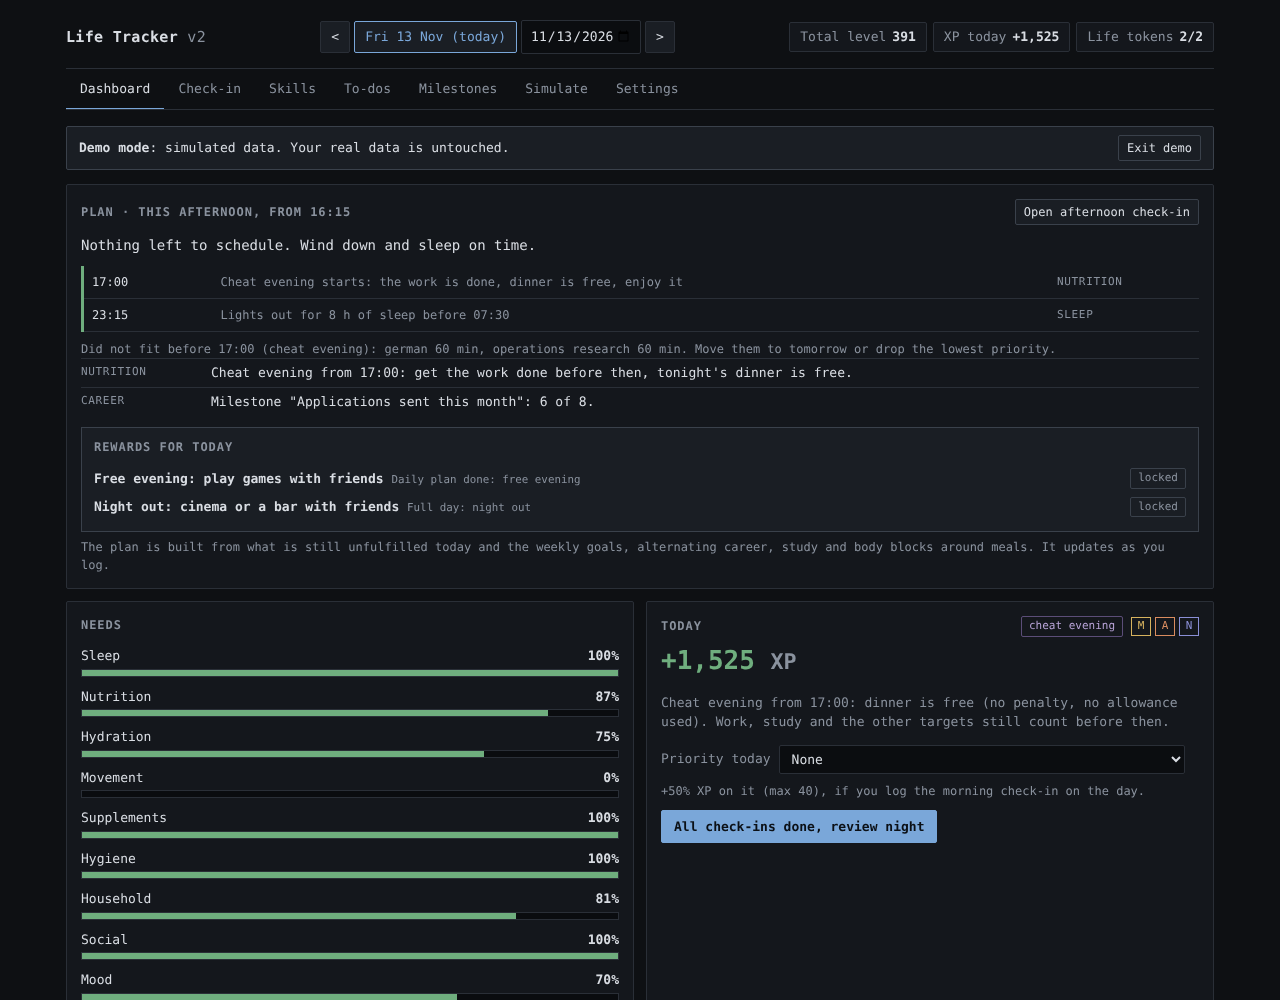 Life Tracker v2
< Fri 13 Nov (today) 11/13/2026 >
Total level 391 XP today +1,525 Life tokens 2/2
Dashboard Check-in Skills To-dos Milestones Simulate Settings
Demo mode: simulated data. Your real data is untouched. Exit demo
PLAN · THIS AFTERNOON, FROM 16:15 Open afternoon check-in
Nothing left to schedule. Wind down and sleep on time.
17:00 Cheat evening starts: the work is done, dinner is free, enjoy it NUTRITION
23:15 Lights out for 8 h of sleep before 07:30 SLEEP
Did not fit before 17:00 (cheat evening): german 60 min, operations research 60 min. Move them to tomorrow or drop the lowest priority.
NUTRITION Cheat evening from 17:00: get the work done before then, tonight's dinner is free.
CAREER Milestone "Applications sent this month": 6 of 8.
REWARDS FOR TODAY
Free evening: play games with friends Daily plan done: free evening locked
Night out: cinema or a bar with friends Full day: night out locked
The plan is built from what is still unfulfilled today and the weekly goals, alternating career, study and body blocks around meals. It updates as you
log.
NEEDS
Sleep 100%
Nutrition 87%
Hydration 75%
Movement 0%
Supplements 100%
Hygiene 100%
Household 81%
Social 100%
Mood 70%
TODAY cheat evening M A N
+1,525 XP
Cheat evening from 17:00: dinner is free (no penalty, no allowance
used). Work, study and the other targets still count before then.
Priority today None
+50% XP on it (max 40), if you log the morning check-in on the day.
All check-ins done, review night